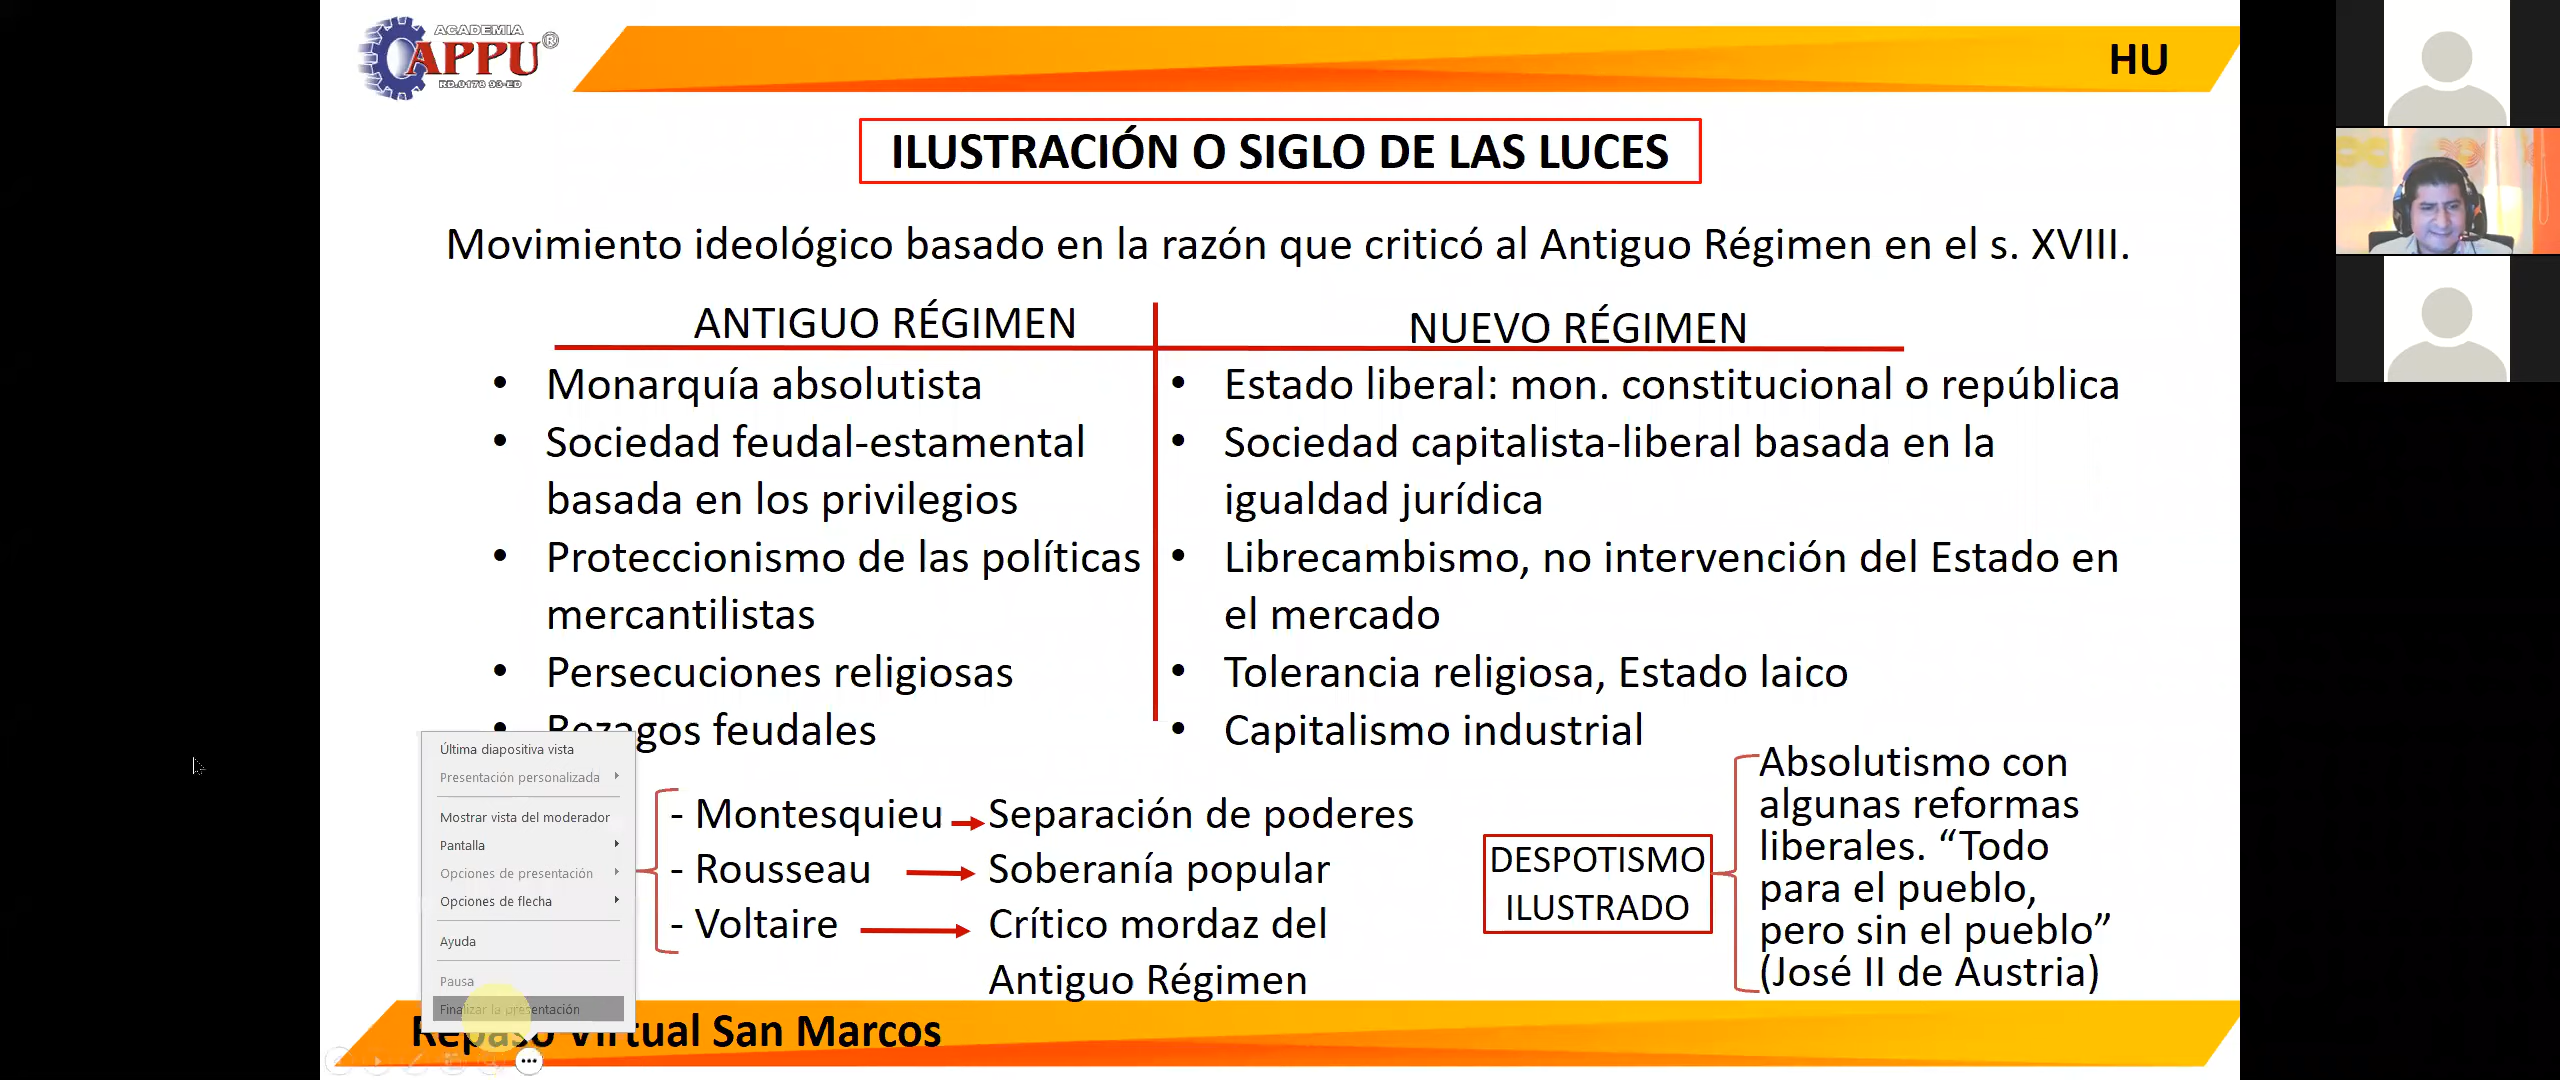 ACADEMIA
APPU®
RD.0178 93-ED
HU
ILUSTRACIÓN O SIGLO DE LAS LUCES
Movimiento ideológico basado en la razón que criticó al Antiguo Régimen en el s. XVIII.
ANTIGUO RÉGIMEN
• Monarquía absolutista
• Sociedad feudal-estamental
basada en los privilegios
• Proteccionismo de las políticas
mercantilistas
• Persecuciones religiosas
• Rezagos feudales
NUEVO RÉGIMEN
• Estado liberal: mon. constitucional o república
• Sociedad capitalista-liberal basada en la
igualdad jurídica
• Librecambismo, no intervención del Estado en
el mercado
• Tolerancia religiosa, Estado laico
• Capitalismo industrial
Última diapositiva vista
Presentación personalizada
Mostrar vista del moderador
Pantalla
Opciones de presentación
Opciones de flecha
Ayuda
Pausa
Finalizar la presentación
- Montesquieu Separación de poderes
- Rousseau Soberanía popular
- Voltaire Crítico mordaz del
Antiguo Régimen
DESPOTISMO
ILUSTRADO
Absolutismo con
algunas reformas
liberales. “Todo
para el pueblo,
pero sin el pueblo”
(José II de Austria)
Repaso Virtual San Marcos